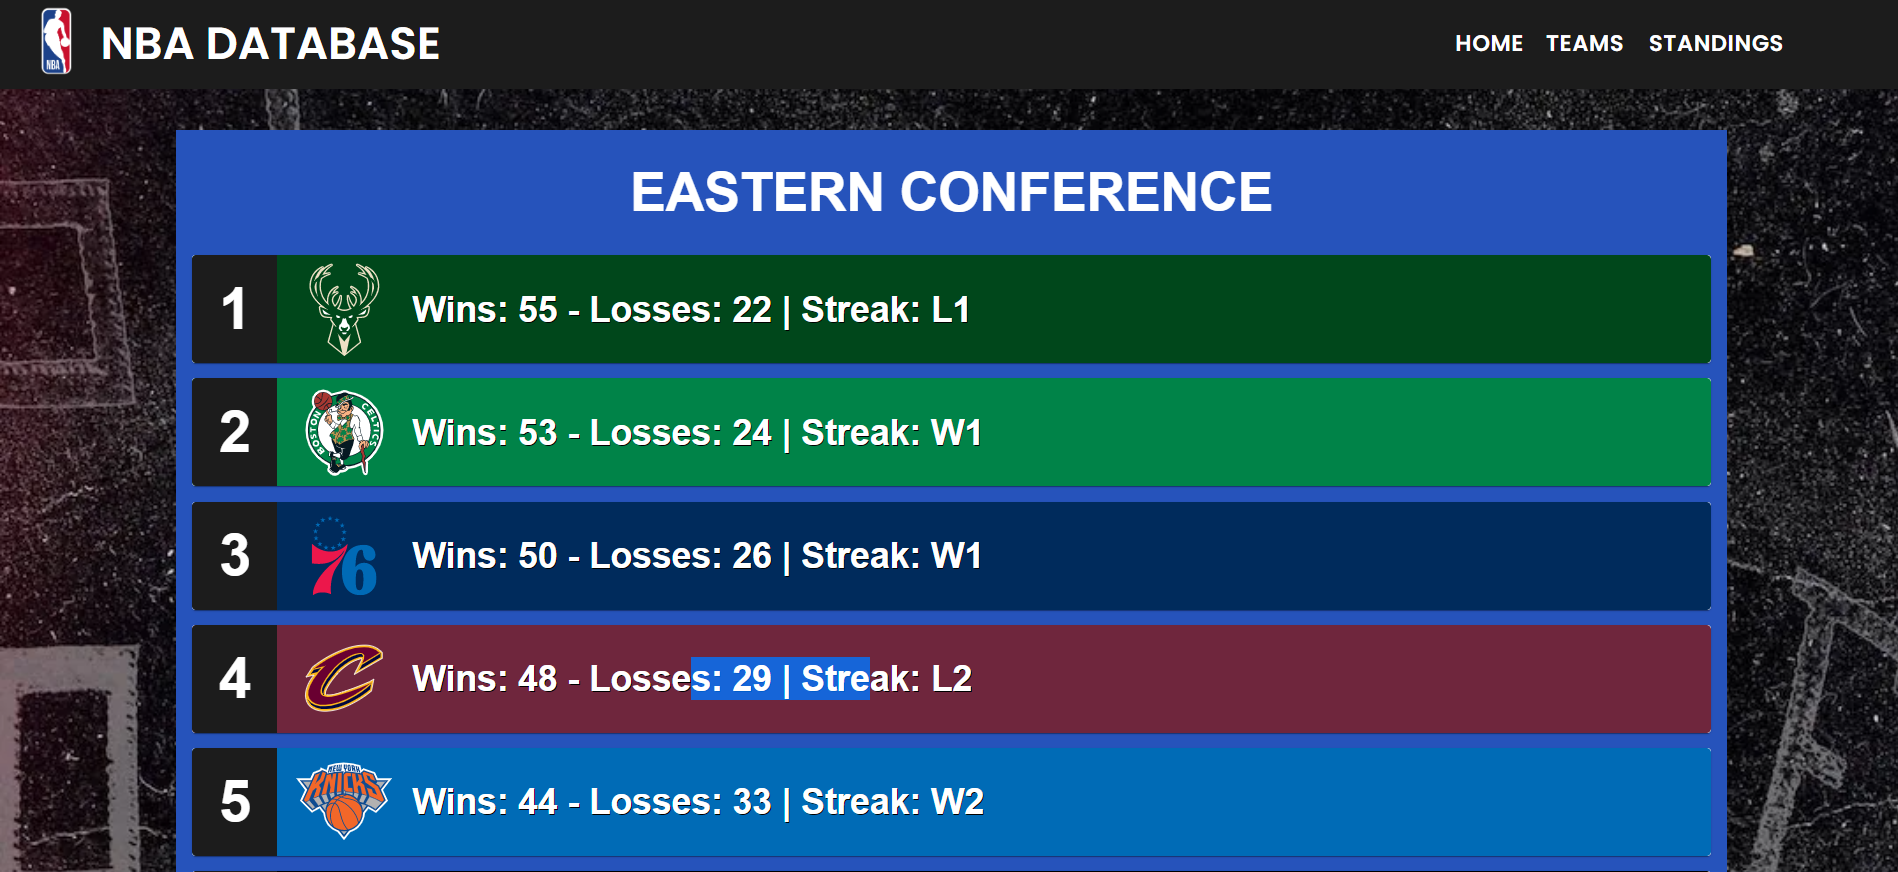 NBA
NBA DATABASE
HOME TEAMS STANDINGS
EASTERN CONFERENCE
1 Wins: 55 - Losses: 22 | Streak: L1
2 BOSTON CELTICS Wins: 53 - Losses: 24 | Streak: W1
3 76 Wins: 50 - Losses: 26 | Streak: W1
4 C Wins: 48 - Losses: 29 | Streak: L2
5 NEW YORK KNICKS Wins: 44 - Losses: 33 | Streak: W2